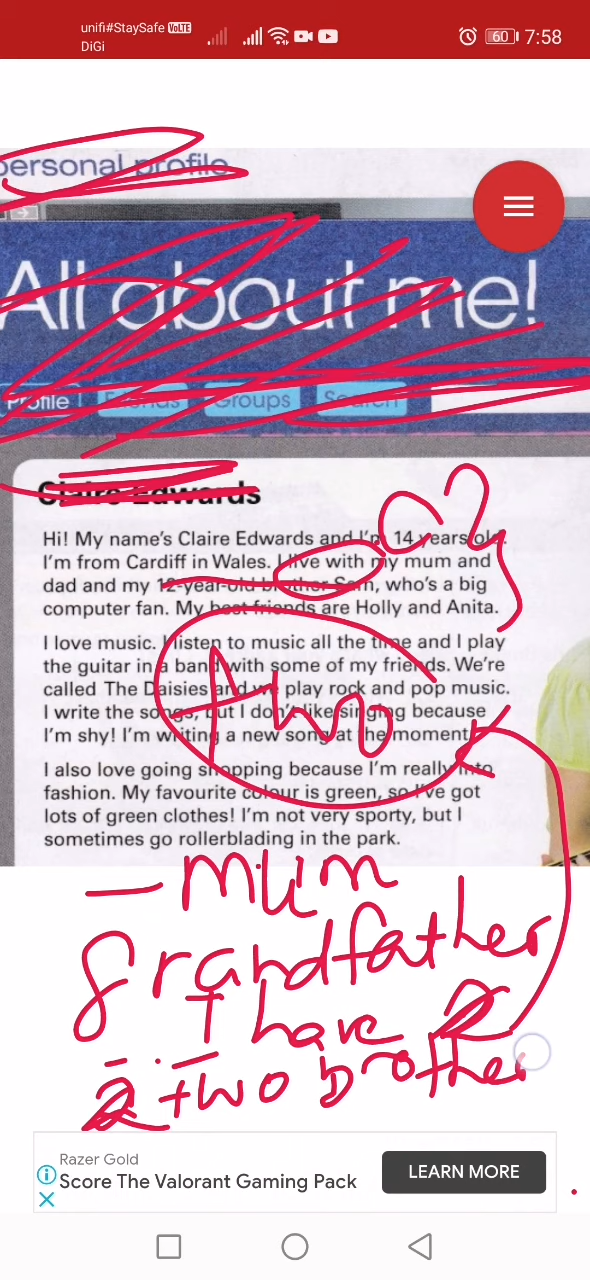 unifi#StaySafe VoLTE
DiGi
60 7:58
personal profile
All about me!
Profile Friends Groups Search
Claire Edwards
Hi! My name's Claire Edwards and I'm 14 years old.
I'm from Cardiff in Wales. I live with my mum and
dad and my 12-year-old brother Sam, who's a big
computer fan. My best friends are Holly and Anita.
I love music. I listen to music all the time and I play
the guitar in a band with some of my friends. We're
called The Daisies and we play rock and pop music.
I write the songs, but I don't like singing because
I'm shy! I'm writing a new song at the moment.
I also love going shopping because I'm really into
fashion. My favourite colour is green, so I've got
lots of green clothes! I'm not very sporty, but I
sometimes go rollerblading in the park.
Two
- mum
grandfather
I have 2
2 two brother
Razer Gold
Score The Valorant Gaming Pack
LEARN MORE